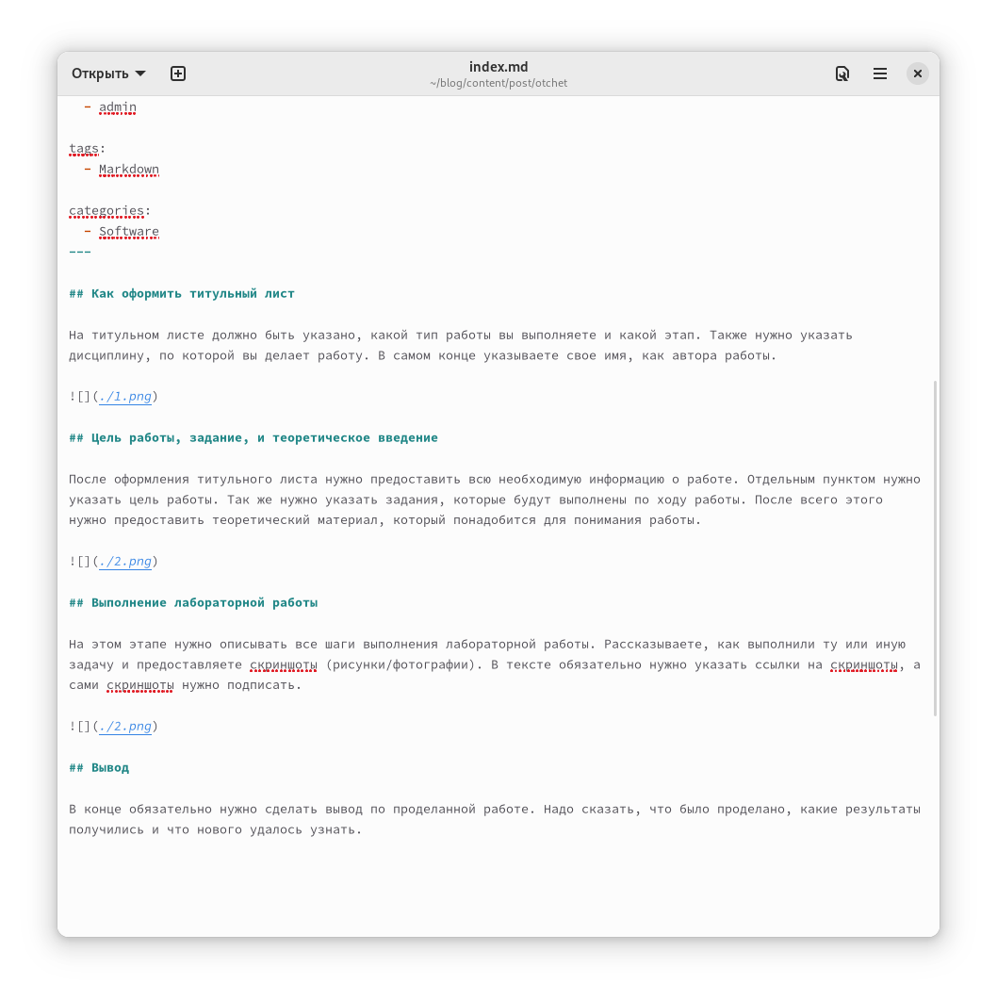 Открыть
index.md
~/blog/content/post/otchet
- admin
tags:
- Markdown
categories:
- Software
---
## Как оформить титульный лист
На титульном листе должно быть указано, какой тип работы вы выполняете и какой этап. Также нужно указать
дисциплину, по которой вы делает работу. В самом конце указываете свое имя, как автора работы.
![](./1.png)
## Цель работы, задание, и теоретическое введение
После оформления титульного листа нужно предоставить всю необходимую информацию о работе. Отдельным пунктом нужно
указать цель работы. Так же нужно указать задания, которые будут выполнены по ходу работы. После всего этого
нужно предоставить теоретический материал, который понадобится для понимания работы.
![](./2.png)
## Выполнение лабораторной работы
На этом этапе нужно описывать все шаги выполнения лабораторной работы. Рассказываете, как выполнили ту или иную
задачу и предоставляете скриншоты (рисунки/фотографии). В тексте обязательно нужно указать ссылки на скриншоты, а
сами скриншоты нужно подписать.
![](./2.png)
## Вывод
В конце обязательно нужно сделать вывод по проделанной работе. Надо сказать, что было проделано, какие результаты
получились и что нового удалось узнать.